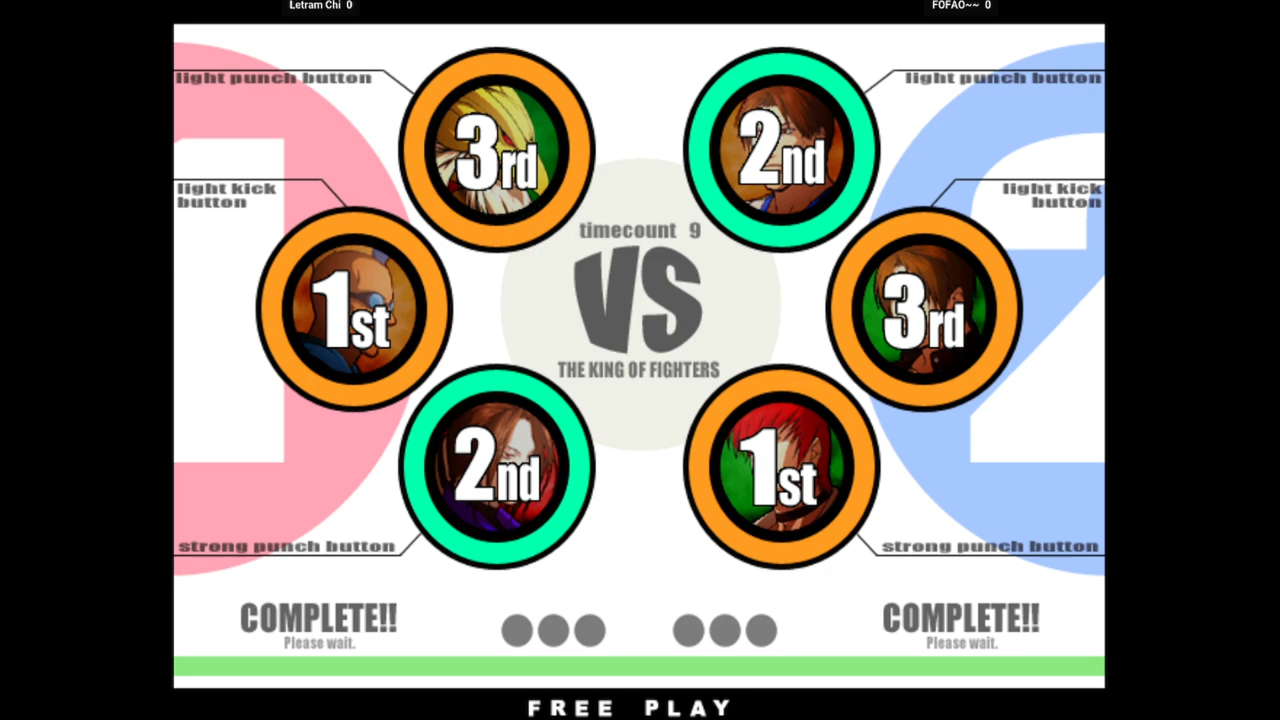 Letram Chi 0
FOFAO~~ 0
light punch button
light punch button
3rd
2nd
light kick
button
light kick
button
timecount 9
VS
THE KING OF FIGHTERS
1st
3rd
2nd
1st
strong punch button
strong punch button
COMPLETE!!
Please wait.
COMPLETE!!
Please wait.
FREE PLAY
1
2